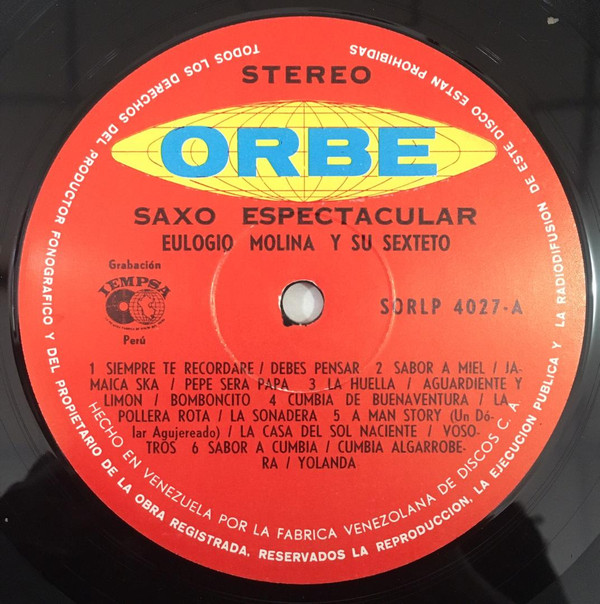 STEREO
ORBE
SAXO ESPECTACULAR
EULOGIO MOLINA Y SU SEXTETO
Grabación
IEMPSA
Perú
SORLP 4027-A
1 SIEMPRE TE RECORDARE / DEBES PENSAR 2 SABOR A MIEL / JA-
MAICA SKA / PEPE SERA PAPA 3 LA HUELLA / AGUARDIENTE Y
LIMON / BOMBONCITO 4 CUMBIA DE BUENAVENTURA / LA
POLLERA ROTA / LA SONADERA 5 A MAN STORY (Un Dó-
lar Agujereado) / LA CASA DEL SOL NACIENTE / VOSO-
TROS 6 SABOR A CUMBIA / CUMBIA ALGARROBE-
RA / YOLANDA
HECHO EN VENEZUELA POR LA FABRICA VENEZOLANA DE DISCOS C. A.
TODOS LOS DERECHOS DEL PRODUCTOR FONOGRAFICO Y DEL PROPIETARIO DE LA OBRA REGISTRADA, RESERVADOS LA REPRODUCCION, LA EJECUCION PUBLICA Y LA RADIODIFUSION DE ESTE DISCO ESTAN PROHIBIDAS